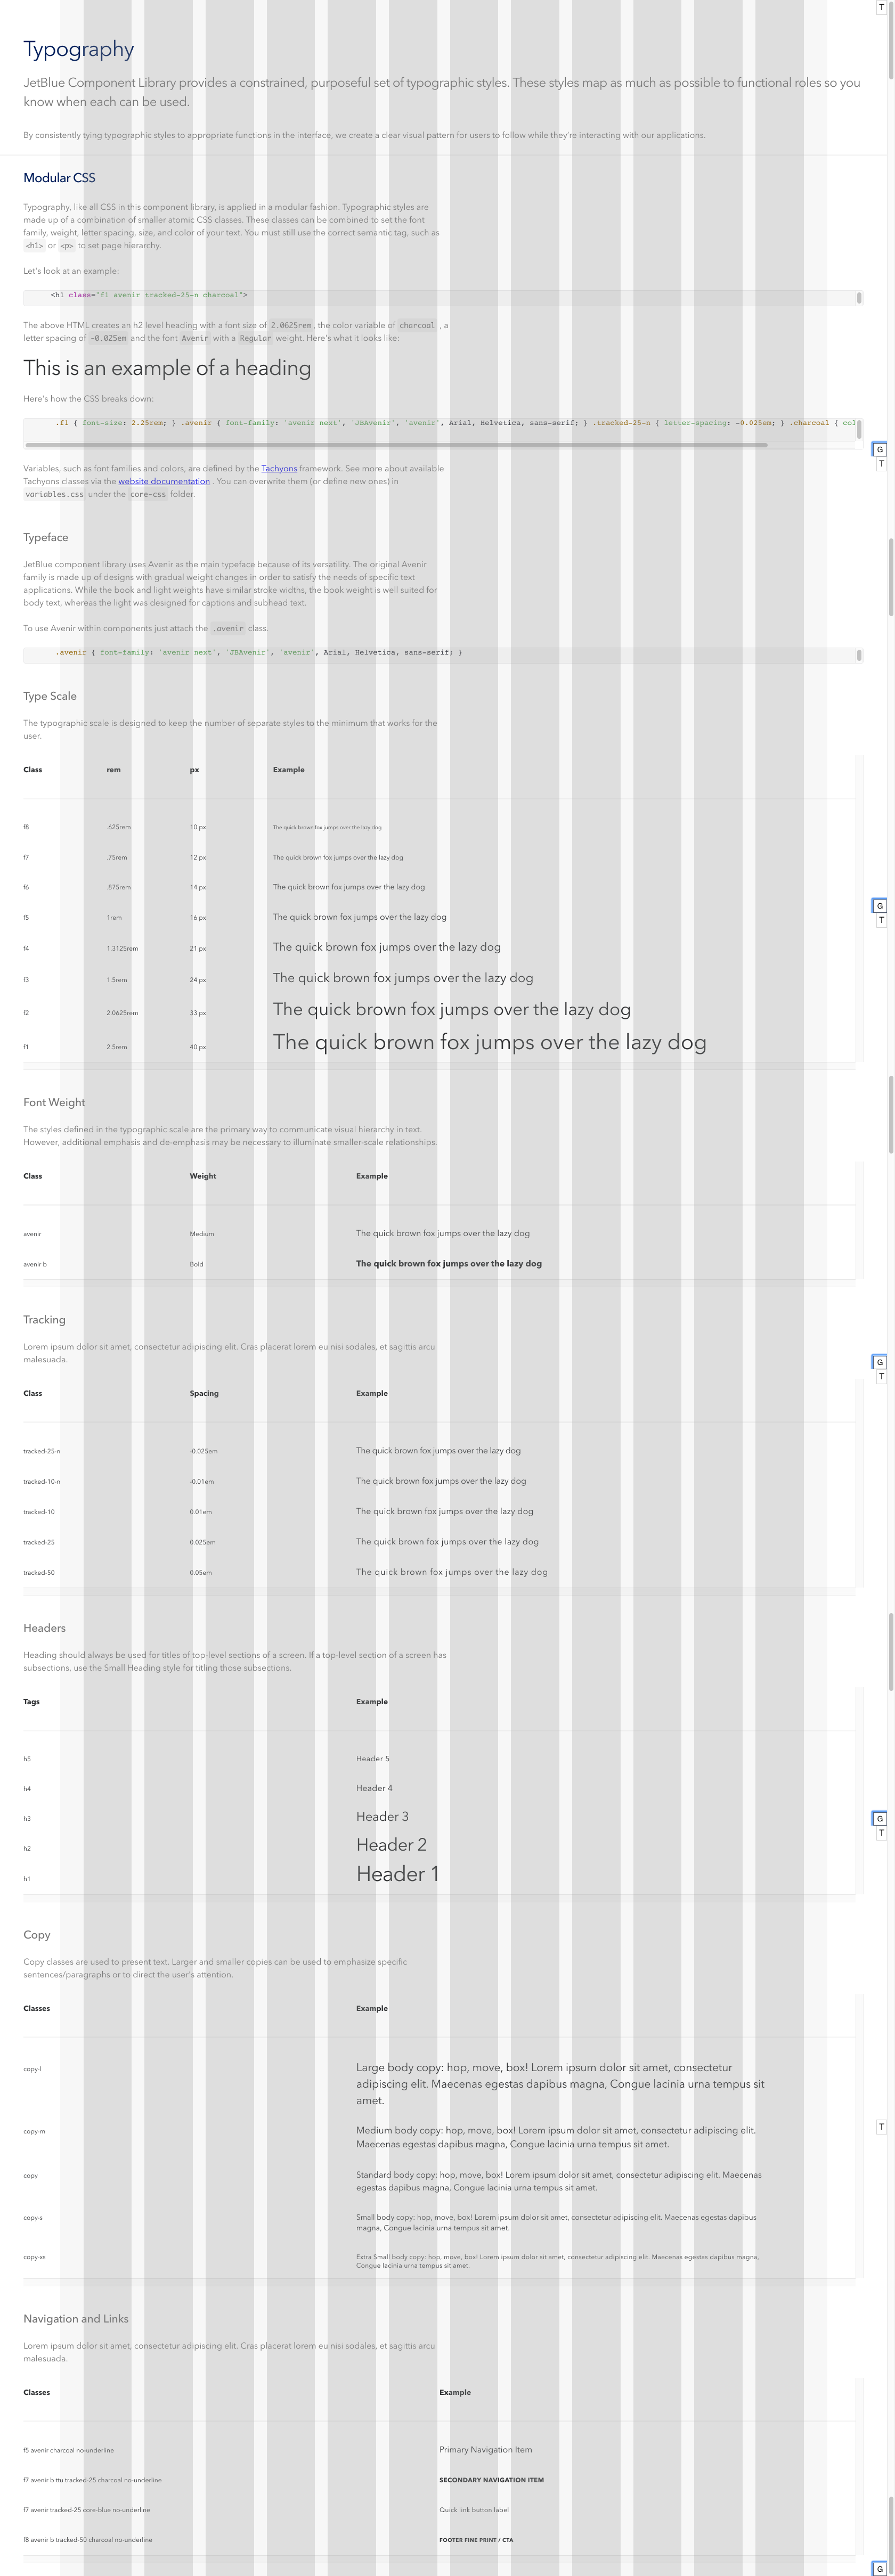 T
Typography
JetBlue Component Library provides a constrained, purposeful set of typographic styles. These styles map as much as possible to functional roles so you
know when each can be used.
By consistently tying typographic styles to appropriate functions in the interface, we create a clear visual pattern for users to follow while they're interacting with our applications.
Modular CSS
Typography, like all CSS in this component library, is applied in a modular fashion. Typographic styles are
made up of a combination of smaller atomic CSS classes. These classes can be combined to set the font
family, weight, letter spacing, size, and color of your text. You must still use the correct semantic tag, such as
<h1> or <p> to set page hierarchy.
Let's look at an example:
<h1 class="f1 avenir tracked-25-n charcoal">
The above HTML creates an h2 level heading with a font size of 2.0625rem , the color variable of charcoal , a
letter spacing of -0.025em and the font Avenir with a Regular weight. Here's what it looks like:
This is an example of a heading
Here's how the CSS breaks down:
.f1 { font-size: 2.25rem; } .avenir { font-family: 'avenir next', 'JBAvenir', 'avenir', Arial, Helvetica, sans-serif; } .tracked-25-n { letter-spacing: -0.025em; } .charcoal { col
G
T
Variables, such as font families and colors, are defined by the Tachyons framework. See more about available
Tachyons classes via the website documentation . You can overwrite them (or define new ones) in
variables.css under the core-css folder.
Typeface
JetBlue component library uses Avenir as the main typeface because of its versatility. The original Avenir
family is made up of designs with gradual weight changes in order to satisfy the needs of specific text
applications. While the book and light weights have similar stroke widths, the book weight is well suited for
body text, whereas the light was designed for captions and subhead text.
To use Avenir within components just attach the .avenir class.
.avenir { font-family: 'avenir next', 'JBAvenir', 'avenir', Arial, Helvetica, sans-serif; }
Type Scale
The typographic scale is designed to keep the number of separate styles to the minimum that works for the
user.
Class rem px Example
f8 .625rem 10 px The quick brown fox jumps over the lazy dog
f7 .75rem 12 px The quick brown fox jumps over the lazy dog
f6 .875rem 14 px The quick brown fox jumps over the lazy dog
G
f5 1rem 16 px The quick brown fox jumps over the lazy dog
T
f4 1.3125rem 21 px The quick brown fox jumps over the lazy dog
f3 1.5rem 24 px The quick brown fox jumps over the lazy dog
f2 2.0625rem 33 px The quick brown fox jumps over the lazy dog
f1 2.5rem 40 px The quick brown fox jumps over the lazy dog
Font Weight
The styles defined in the typographic scale are the primary way to communicate visual hierarchy in text.
However, additional emphasis and de-emphasis may be necessary to illuminate smaller-scale relationships.
Class Weight Example
avenir Medium The quick brown fox jumps over the lazy dog
avenir b Bold The quick brown fox jumps over the lazy dog
Tracking
Lorem ipsum dolor sit amet, consectetur adipiscing elit. Cras placerat lorem eu nisi sodales, et sagittis arcu
malesuada.
G
T
Class Spacing Example
tracked-25-n -0.025em The quick brown fox jumps over the lazy dog
tracked-10-n -0.01em The quick brown fox jumps over the lazy dog
tracked-10 0.01em The quick brown fox jumps over the lazy dog
tracked-25 0.025em The quick brown fox jumps over the lazy dog
tracked-50 0.05em The quick brown fox jumps over the lazy dog
Headers
Heading should always be used for titles of top-level sections of a screen. If a top-level section of a screen has
subsections, use the Small Heading style for titling those subsections.
Tags Example
h5 Header 5
h4 Header 4
h3 Header 3
G
T
h2 Header 2
h1 Header 1
Copy
Copy classes are used to present text. Larger and smaller copies can be used to emphasize specific
sentences/paragraphs or to direct the user's attention.
Classes Example
copy-l Large body copy: hop, move, box! Lorem ipsum dolor sit amet, consectetur
adipiscing elit. Maecenas egestas dapibus magna, Congue lacinia urna tempus sit
amet.
T
copy-m Medium body copy: hop, move, box! Lorem ipsum dolor sit amet, consectetur adipiscing elit.
Maecenas egestas dapibus magna, Congue lacinia urna tempus sit amet.
copy Standard body copy: hop, move, box! Lorem ipsum dolor sit amet, consectetur adipiscing elit. Maecenas
egestas dapibus magna, Congue lacinia urna tempus sit amet.
copy-s Small body copy: hop, move, box! Lorem ipsum dolor sit amet, consectetur adipiscing elit. Maecenas egestas dapibus
magna, Congue lacinia urna tempus sit amet.
copy-xs Extra Small body copy: hop, move, box! Lorem ipsum dolor sit amet, consectetur adipiscing elit. Maecenas egestas dapibus magna,
Congue lacinia urna tempus sit amet.
Navigation and Links
Lorem ipsum dolor sit amet, consectetur adipiscing elit. Cras placerat lorem eu nisi sodales, et sagittis arcu
malesuada.
Classes Example
f5 avenir charcoal no-underline Primary Navigation Item
f7 avenir b ttu tracked-25 charcoal no-underline SECONDARY NAVIGATION ITEM
f7 avenir tracked-25 core-blue no-underline Quick link button label
f8 avenir b tracked-50 charcoal no-underline FOOTER FINE PRINT / CTA
G